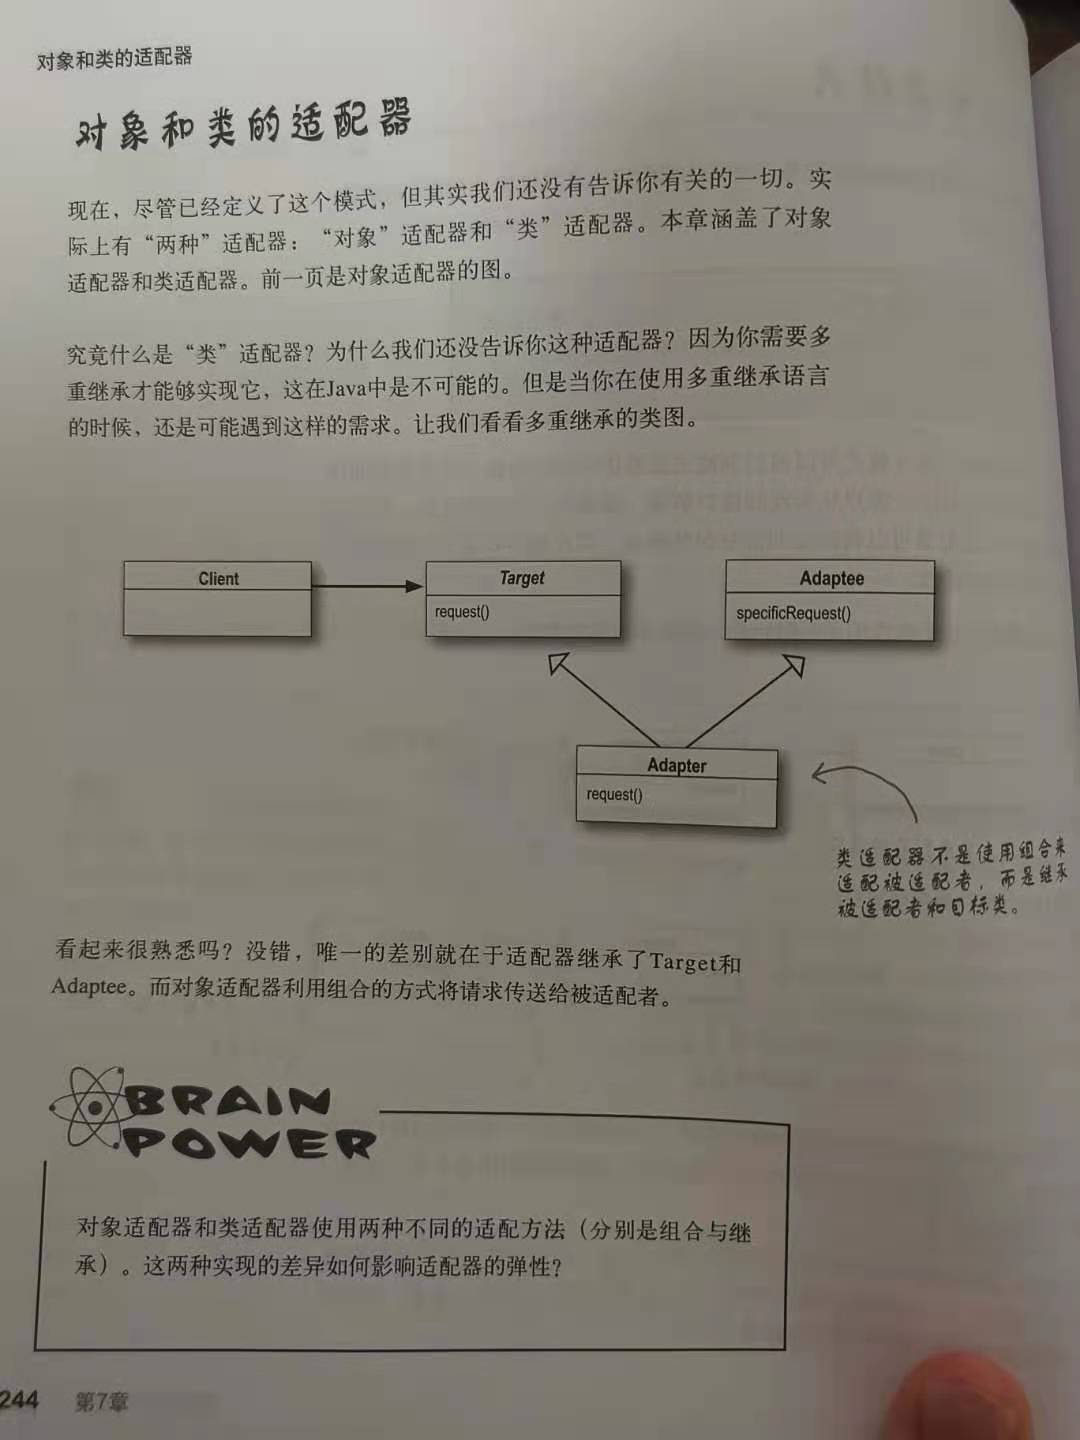 对象和类的适配器
对象和类的适配器
现在，尽管已经定义了这个模式，但其实我们还没有告诉你有关的一切。实
际上有“两种”适配器：“对象”适配器和“类”适配器。本章涵盖了对象
适配器和类适配器。前一页是对象适配器的图。
究竟什么是“类”适配器？为什么我们还没告诉你这种适配器？因为你需要多
重继承才能够实现它，这在Java中是不可能的。但是当你在使用多重继承语言
的时候，还是可能遇到这样的需求。让我们看看多重继承的类图。
Client
Target
request()
Adaptee
specificRequest()
Adapter
request()
类适配器不是使用组合来
适配被适配者，而是继承
被适配者和目标类。
看起来很熟悉吗？没错，唯一的差别就在于适配器继承了Target和
Adaptee。而对象适配器利用组合的方式将请求传送给被适配者。
BRAIN
POWER
对象适配器和类适配器使用两种不同的适配方法（分别是组合与继
承）。这两种实现的差异如何影响适配器的弹性？
244 第7章